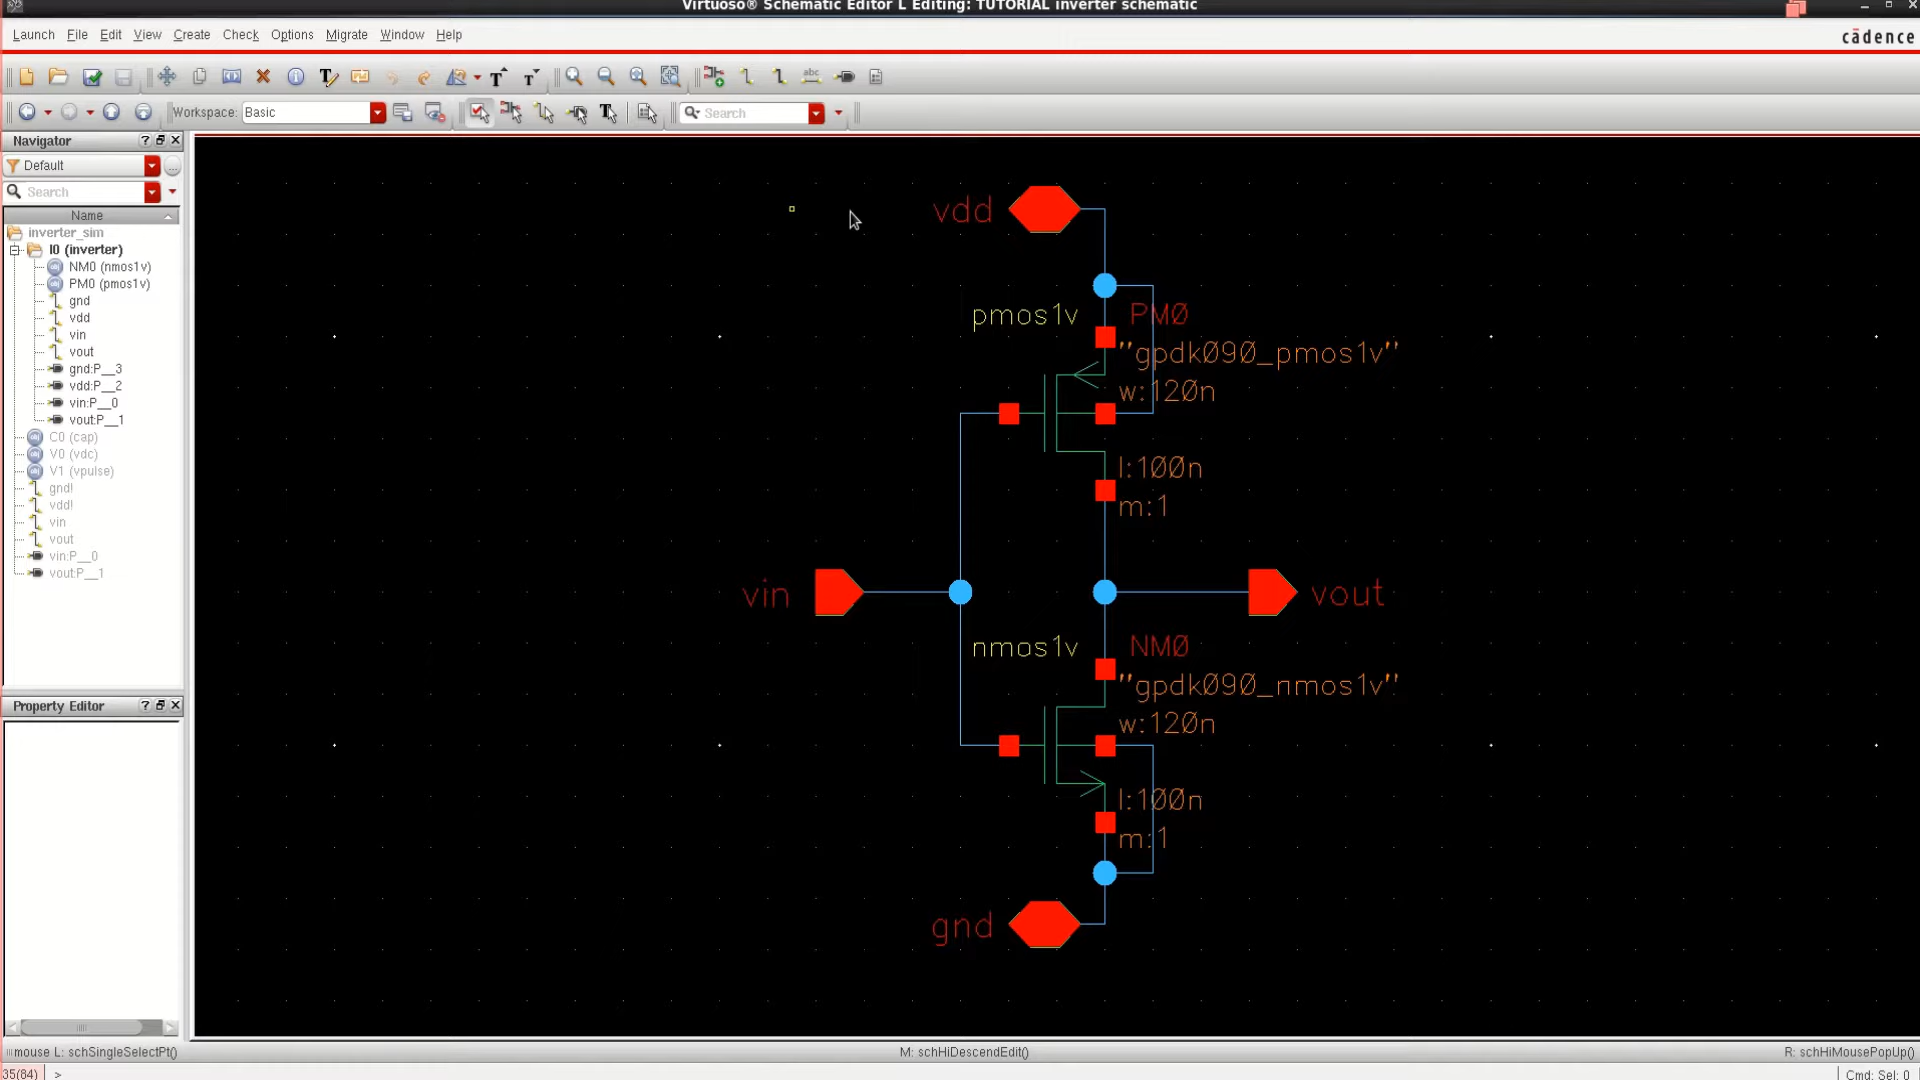 Virtuoso® Schematic Editor L Editing: TUTORIAL inverter schematic
Launch File Edit View Create Check Options Migrate Window Help
cādence
Workspace: Basic
Search
Navigator
Default
Search
Name
inverter_sim
I0 (inverter)
NM0 (nmos1v)
PM0 (pmos1v)
gnd
vdd
vin
vout
gnd:P__3
vdd:P__2
vin:P__0
vout:P__1
C0 (cap)
V0 (vdc)
V1 (vpulse)
gnd!
vdd!
vin
vout
vin:P__0
vout:P__1
Property Editor
vdd
pmos1v PM0
"gpdk090_pmos1v"
w:120n
l:100n
m:1
vin
vout
nmos1v NM0
"gpdk090_nmos1v"
w:120n
l:100n
m:1
gnd
mouse L: schSingleSelectPt() M: schHiDescendEdit() R: schHiMousePopUp()
35(84) > Cmd: Sel: 0